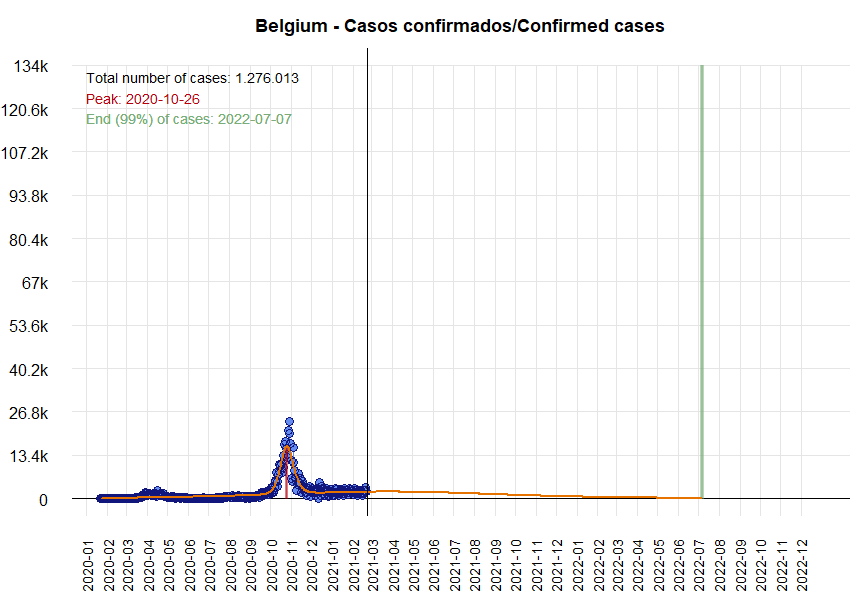 Belgium - Casos confirmados/Confirmed cases
134k
120.6k
107.2k
93.8k
80.4k
67k
53.6k
40.2k
26.8k
13.4k
0
Total number of cases: 1.276.013
Peak: 2020-10-26
End (99%) of cases: 2022-07-07
2020-01
2020-02
2020-03
2020-04
2020-05
2020-06
2020-07
2020-08
2020-09
2020-10
2020-11
2020-12
2021-01
2021-02
2021-03
2021-04
2021-05
2021-06
2021-07
2021-08
2021-09
2021-10
2021-11
2021-12
2022-01
2022-02
2022-03
2022-04
2022-05
2022-06
2022-07
2022-08
2022-09
2022-10
2022-11
2022-12